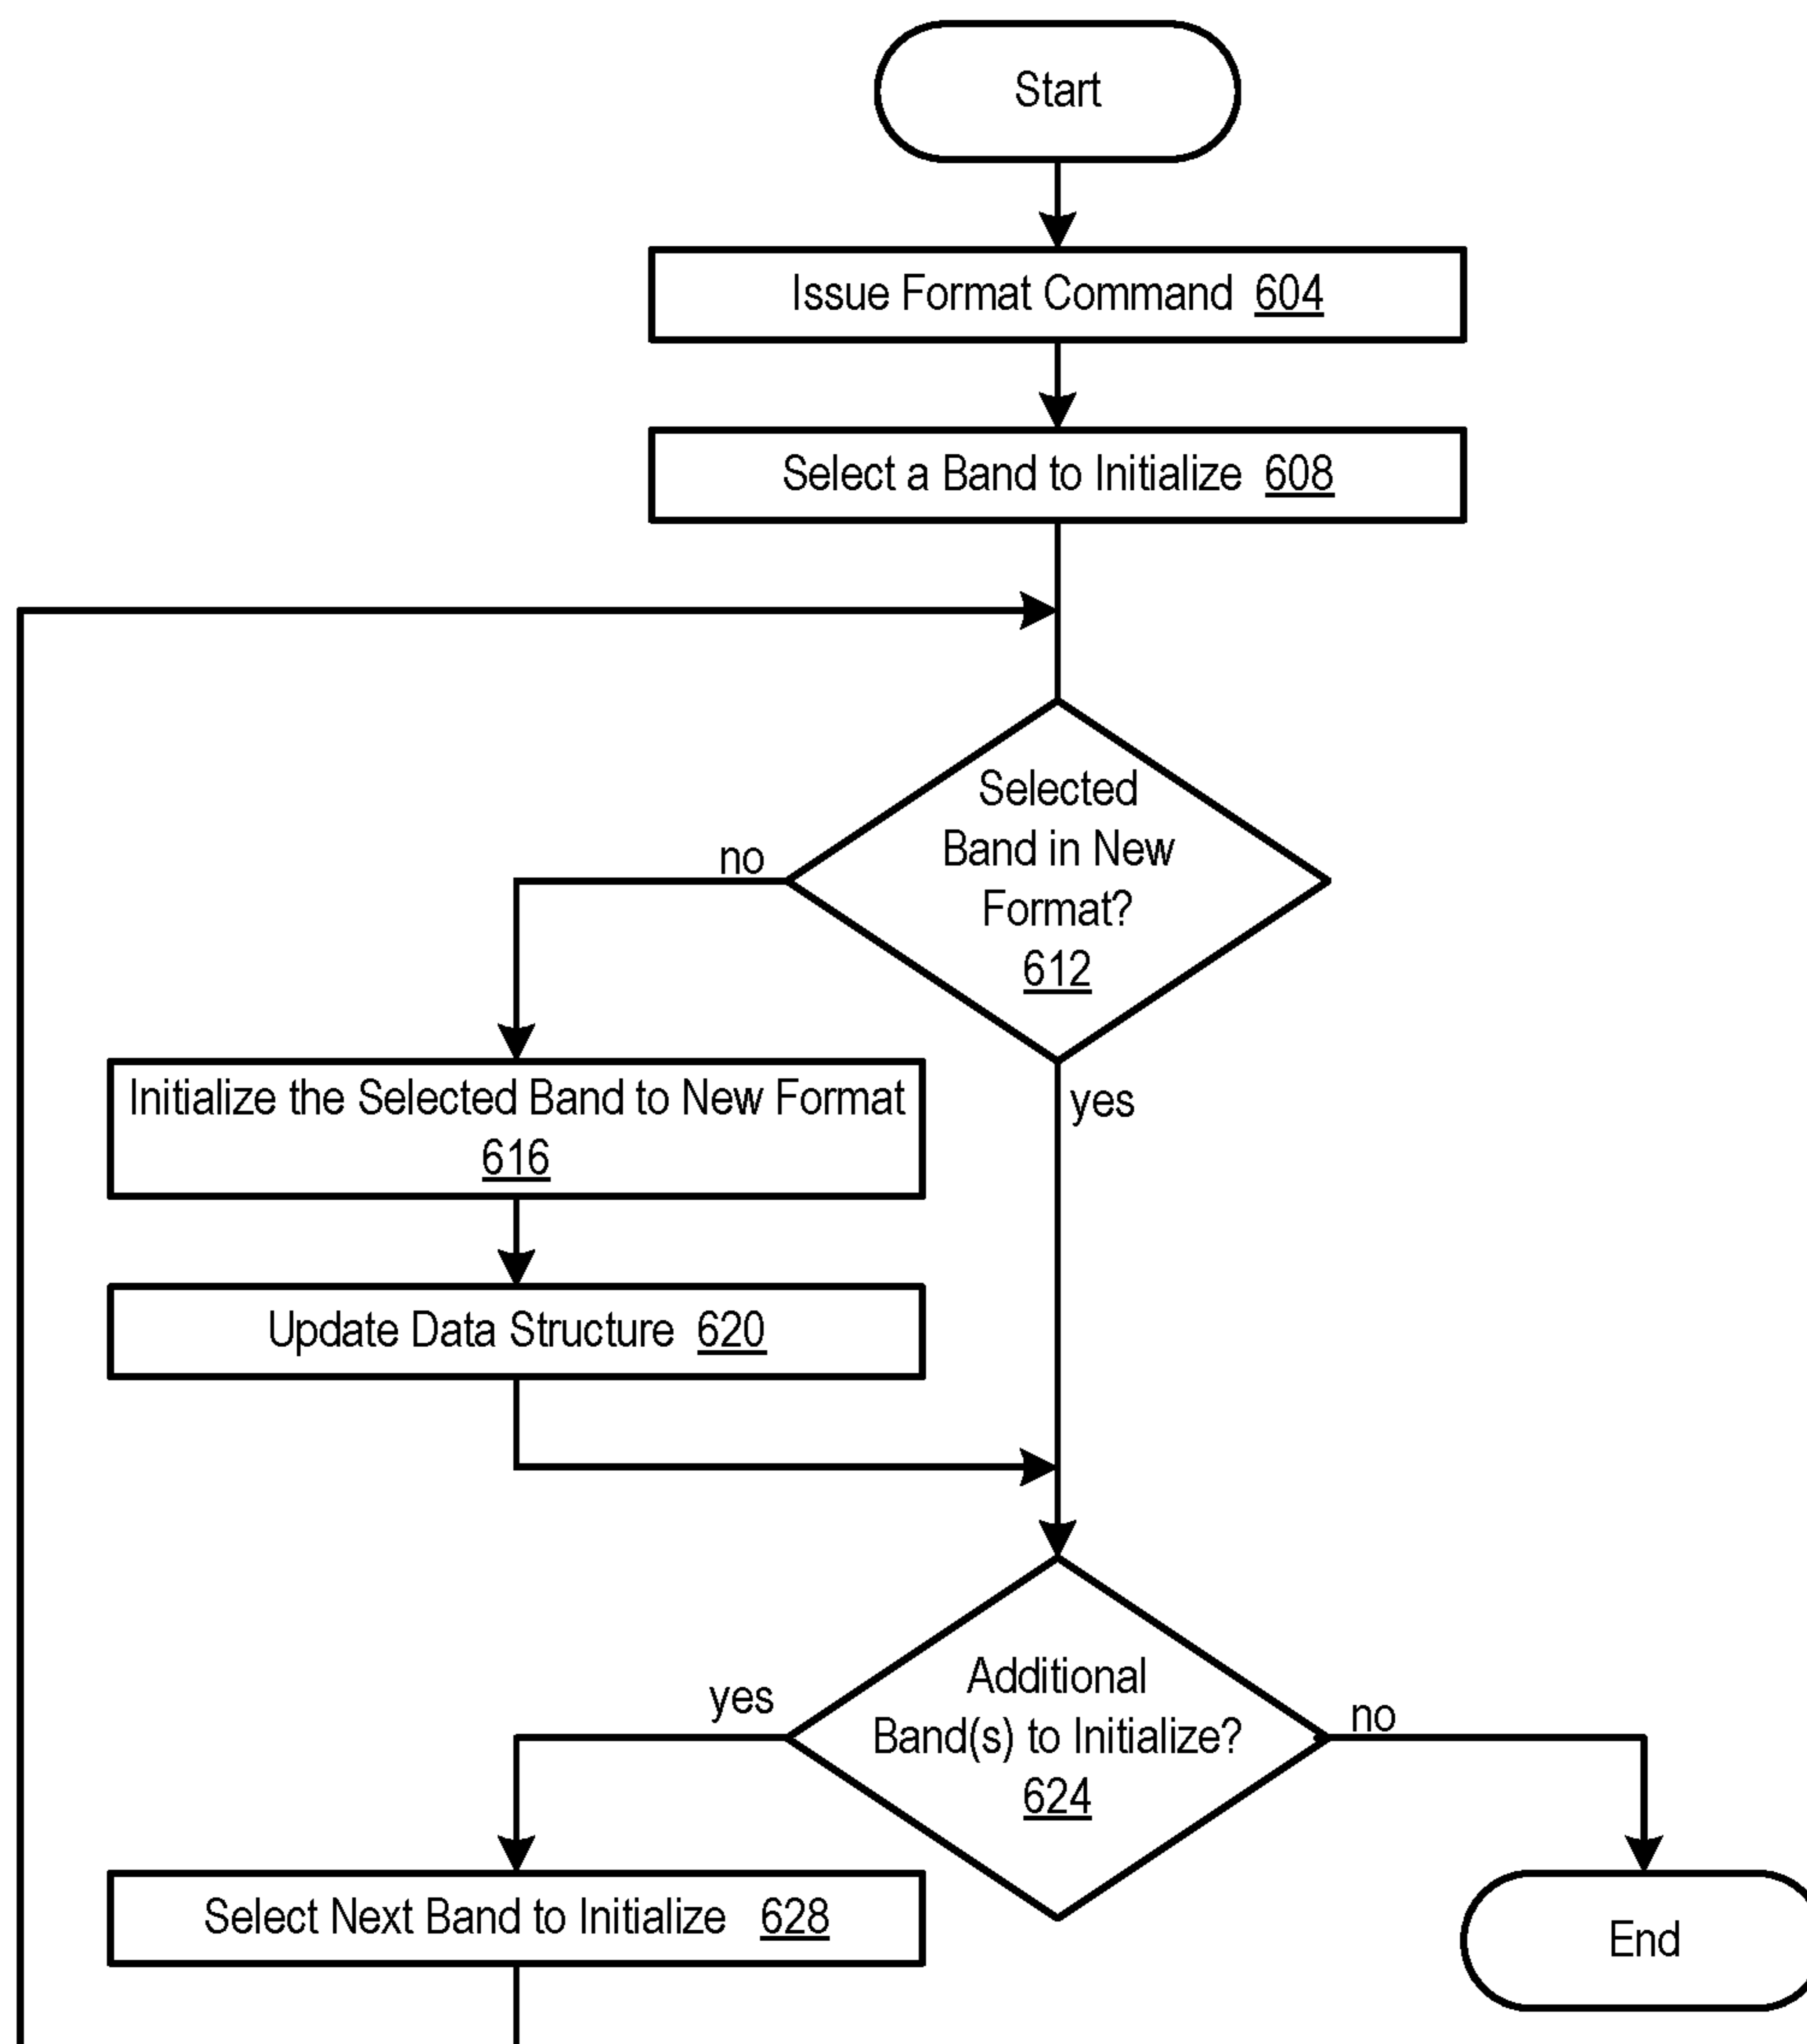 Start
Issue Format Command 604
Select a Band to Initialize 608
Selected
Band in New
Format?
612
no
yes
Initialize the Selected Band to New Format
616
Update Data Structure 620
Additional
Band(s) to Initialize?
624
yes
no
Select Next Band to Initialize 628
End